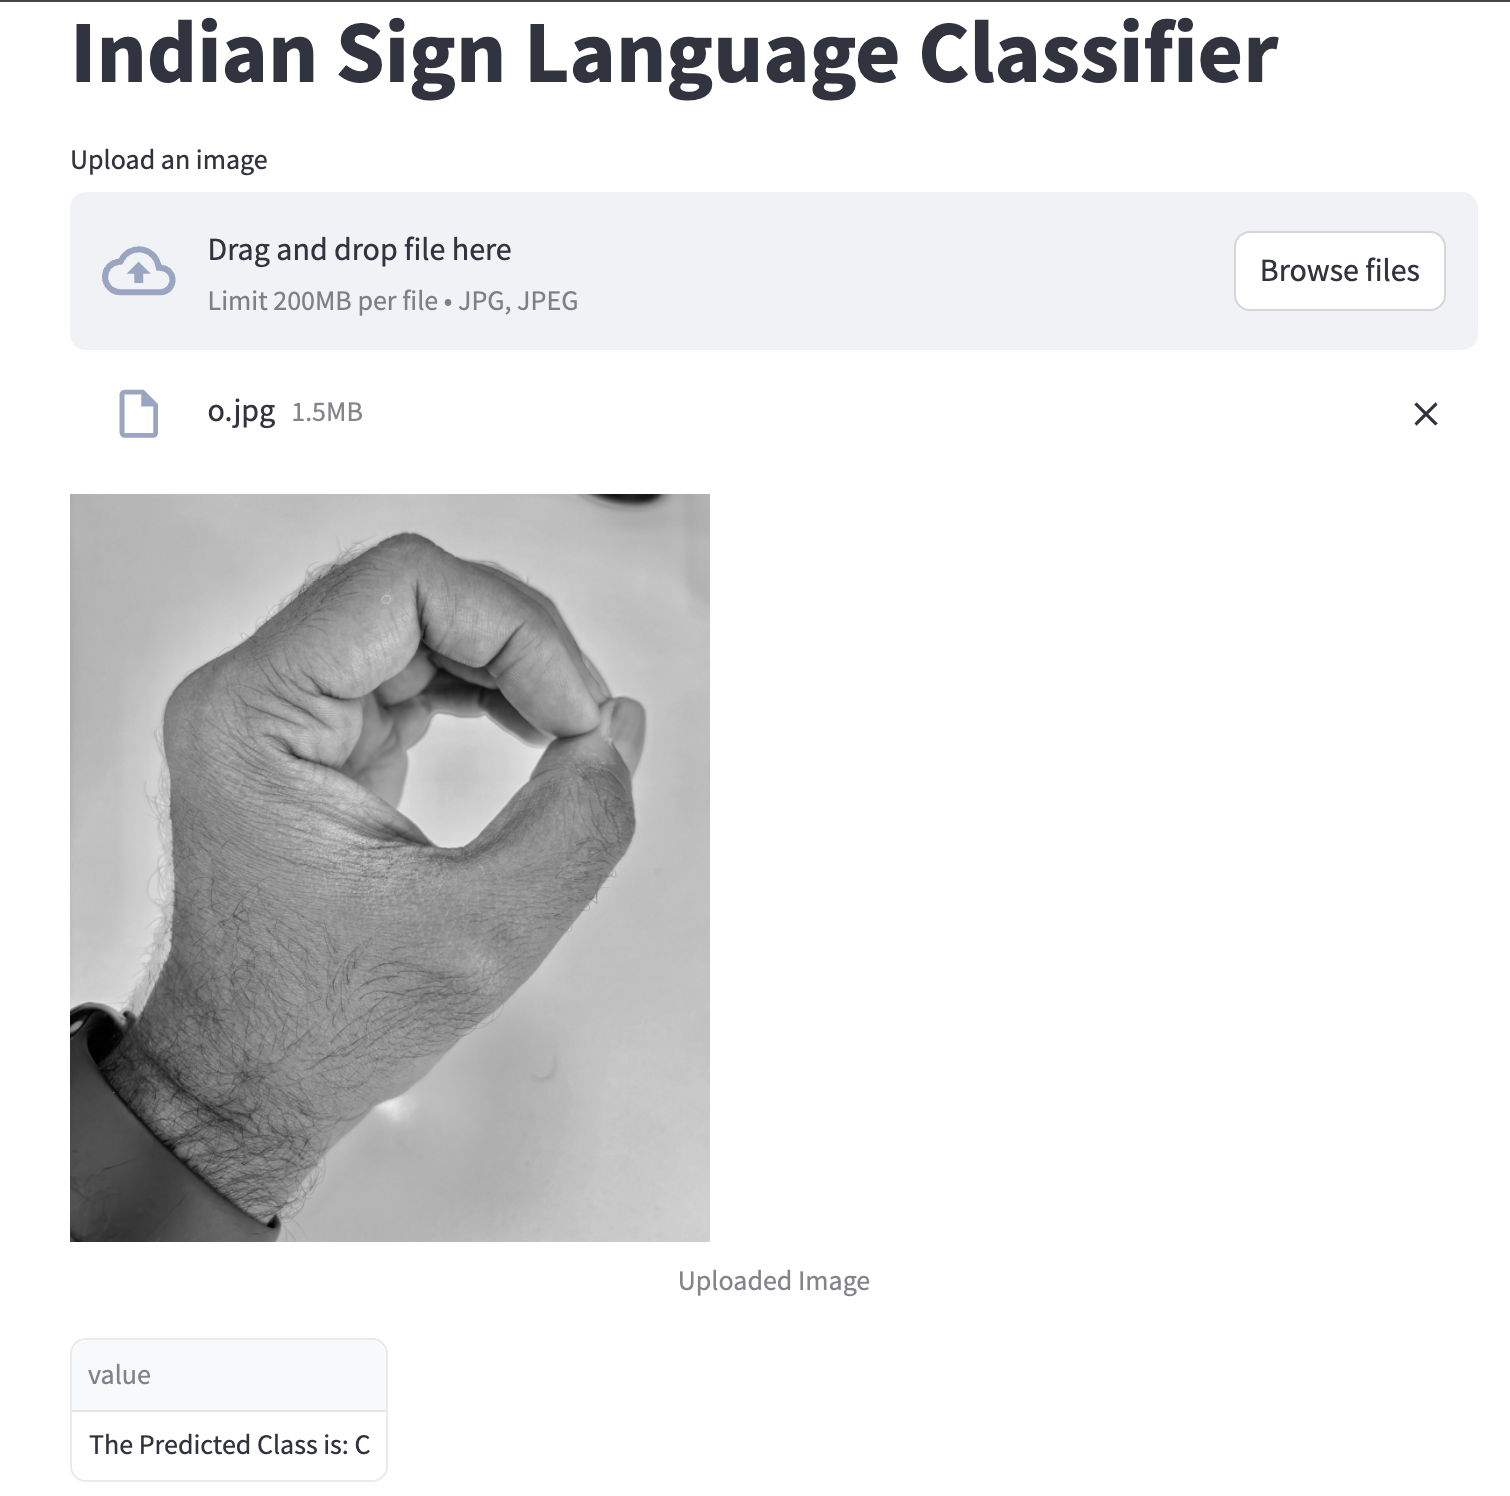 Indian Sign Language Classifier
Upload an image
Drag and drop file here
Limit 200MB per file • JPG, JPEG
Browse files
o.jpg 1.5MB
Uploaded Image
value
The Predicted Class is: C